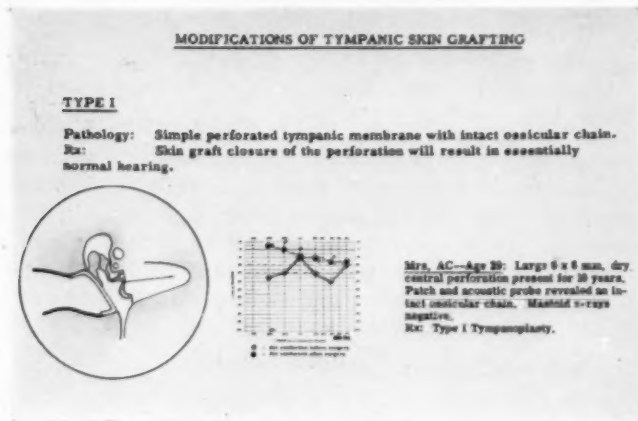 MODIFICATIONS OF TYMPANIC SKIN GRAFTING
TYPE I
Pathology: Simple perforated tympanic membrane with intact ossicular chain.
Rx: Skin graft closure of the perforation will result in essentially
normal hearing.
Mrs. AC—Age 29: Large 6 x 6 mm, dry
central perforation present for 10 years.
Patch and acoustic probe revealed an in-
tact ossicular chain. Mastoid x-rays
negative.
Rx: Type I Tympanoplasty.